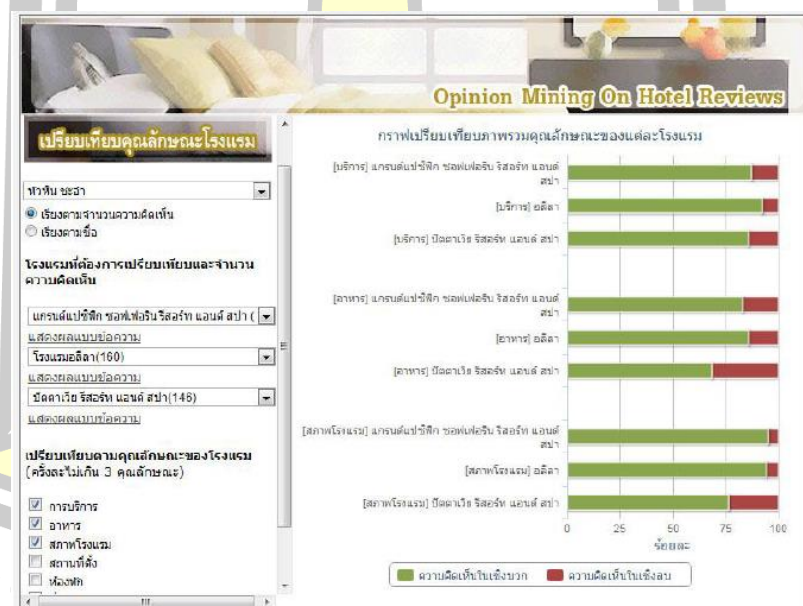 Opinion Mining On Hotel Reviews
เปรียบเทียบคุณลักษณะโรงแรม
หัวหิน ชะอำ
เรียงตามจำนวนความคิดเห็น
เรียงตามชื่อ
โรงแรมที่ต้องการเปรียบเทียบและจำนวน
ความคิดเห็น
แกรนด์แปซิฟิค ซอฟเฟอริน รีสอร์ท แอนด์ สปา (
แสดงผลแบบข้อความ
โรงแรมอลิลา(160)
แสดงผลแบบข้อความ
ปัตตาเวีย รีสอร์ท แอนด์ สปา(146)
แสดงผลแบบข้อความ
เปรียบเทียบตามคุณลักษณะของโรงแรม
(ครั้งละไม่เกิน 3 คุณลักษณะ)
การบริการ
อาหาร
สภาพโรงแรม
สถานที่ตั้ง
ห้องพัก
กราฟเปรียบเทียบภาพรวมคุณลักษณะของแต่ละโรงแรม
[บริการ] แกรนด์แปซิฟิก ซอฟเฟอริน รีสอร์ท แอนด์
สปา
[บริการ] อลิลา
[บริการ] ปัตตาเวีย รีสอร์ท แอนด์ สปา
[อาหาร] แกรนด์แปซิฟิก ซอฟเฟอริน รีสอร์ท แอนด์
สปา
[อาหาร] อลิลา
[อาหาร] ปัตตาเวีย รีสอร์ท แอนด์ สปา
[สภาพโรงแรม] แกรนด์แปซิฟิก ซอฟเฟอริน รีสอร์ท แอนด์
สปา
[สภาพโรงแรม] อลิลา
[สภาพโรงแรม] ปัตตาเวีย รีสอร์ท แอนด์ สปา
0 25 50 75 100
ร้อยละ
ความคิดเห็นในเชิงบวก ความคิดเห็นในเชิงลบ